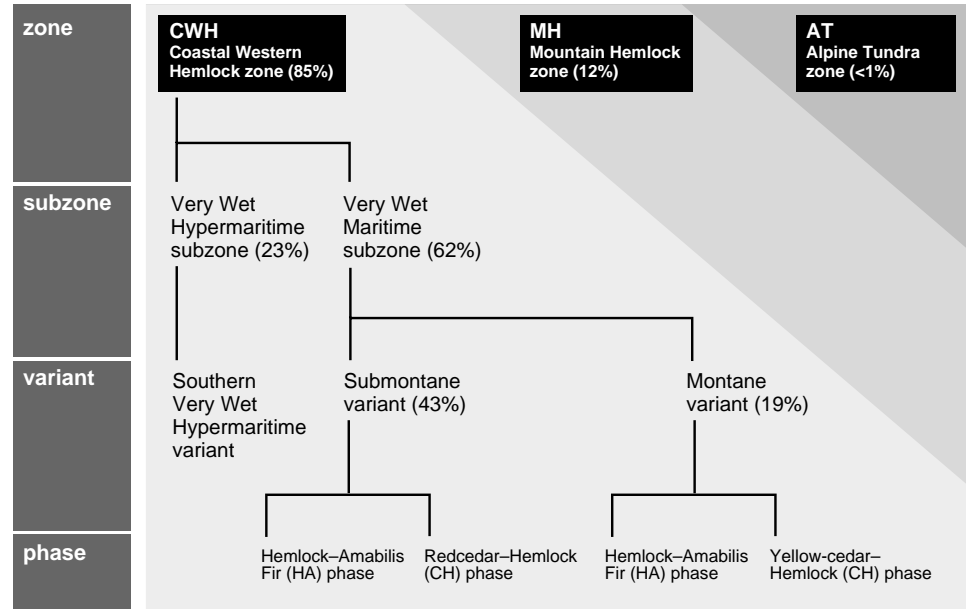 zone
CWH
Coastal Western
Hemlock zone (85%)
MH
Mountain Hemlock
zone (12%)
AT
Alpine Tundra
zone (<1%)
subzone
Very Wet
Hypermaritime
subzone (23%)
Very Wet
Maritime
subzone (62%)
variant
Southern
Very Wet
Hypermaritime
variant
Submontane
variant (43%)
Montane
variant (19%)
phase
Hemlock–Amabilis
Fir (HA) phase
Redcedar–Hemlock
(CH) phase
Hemlock–Amabilis
Fir (HA) phase
Yellow-cedar–
Hemlock (CH) phase